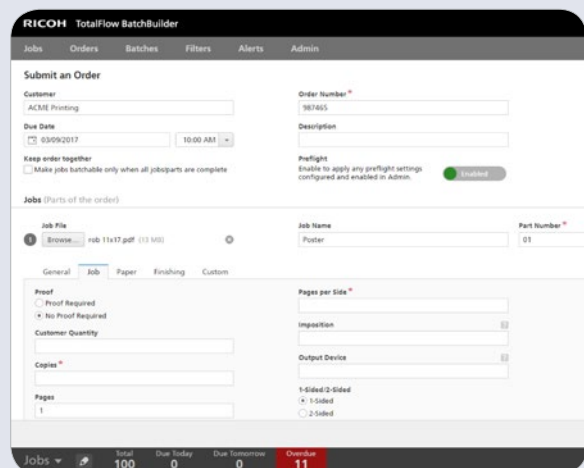 RICOH TotalFlow BatchBuilder
Jobs Orders Batches Filters Alerts Admin
Submit an Order
Customer
Order Number *
ACME Printing
987465
Due Date
Description
03/09/2017 10:00 AM
Keep order together
Preflight
Make jobs batchable only when all jobs/parts are complete
Enable to apply any preflight settings
configured and enabled in Admin.
Enabled
Jobs (Parts of the order)
Job File
Job Name
Part Number *
1 Browse... rob 11x17.pdf (13 MB)
Poster
01
General Job Paper Finishing Custom
Proof
Pages per Side *
Proof Required
No Proof Required
Imposition
Customer Quantity
Output Device
Copies *
1-Sided/2-Sided
Pages
1-Sided
1
2-Sided
Jobs
Total Due Today Due Tomorrow Overdue
100 0 0 11